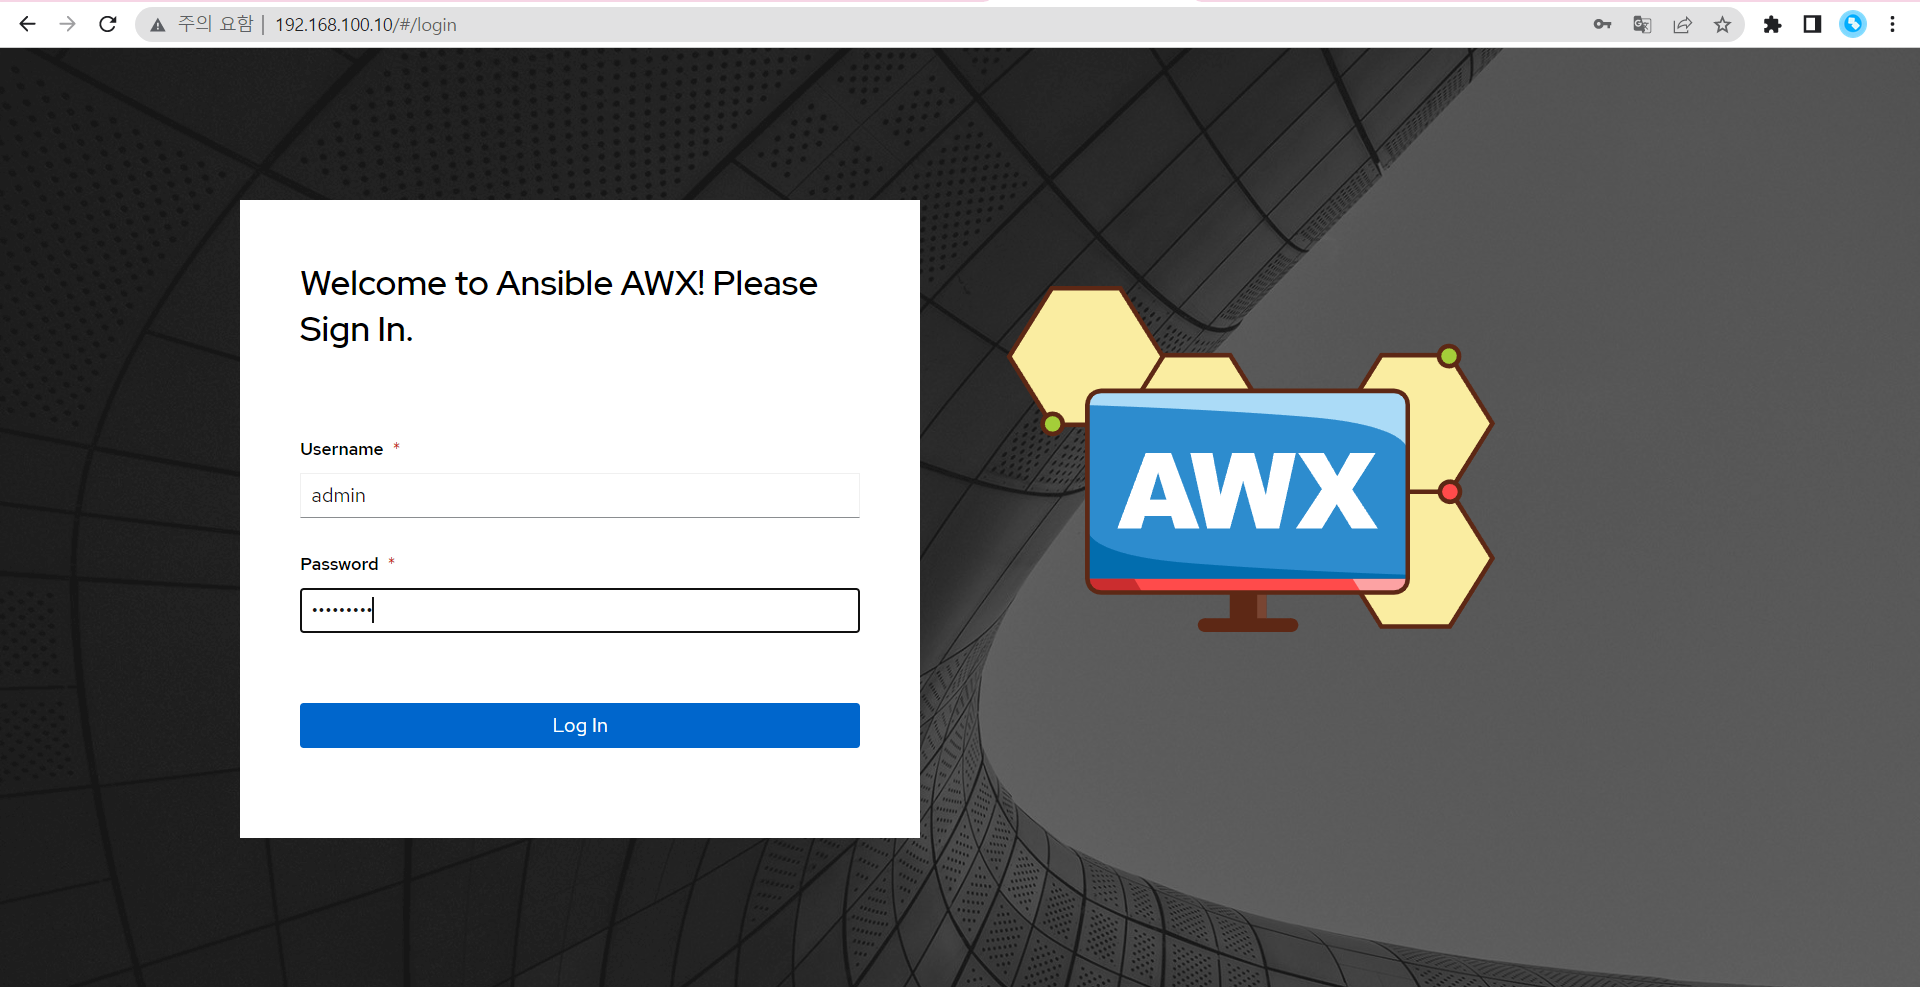 주의 요함 | 192.168.100.10/#/login
Welcome to Ansible AWX! Please
Sign In.
Username *
admin
Password *
•••••••••
Log In
AWX